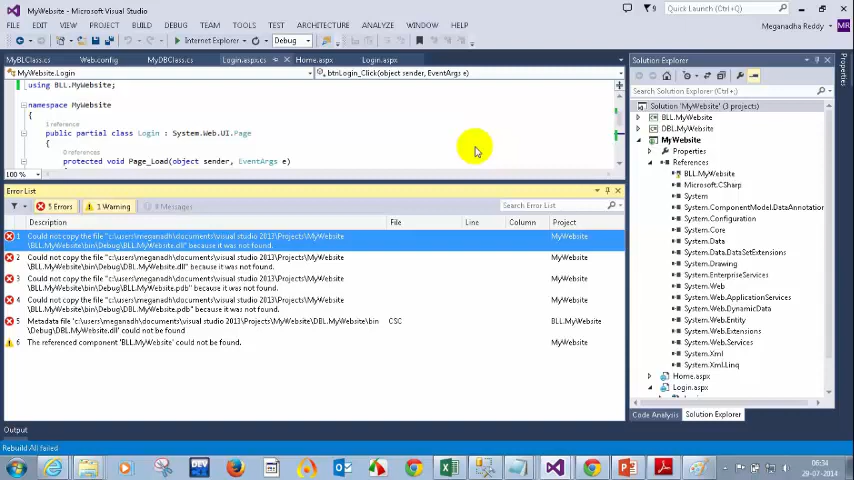 MyWebsite - Microsoft Visual Studio
9
Quick Launch (Ctrl+Q)
FILE EDIT VIEW PROJECT BUILD DEBUG TEAM TOOLS TEST ARCHITECTURE ANALYZE WINDOW HELP
Meganadha Reddy MR
Internet Explorer Debug
MyBLClass.cs Web.config MyDBClass.cs Login.aspx.cs Home.aspx Login.aspx
MyWebsite.Login btnLogin_Click(object sender, EventArgs e)
using BLL.MyWebsite;
namespace MyWebsite
{
1 reference
public partial class Login : System.Web.UI.Page
{
0 references
protected void Page_Load(object sender, EventArgs e)
100 %
Error List
5 Errors 1 Warning 0 Messages Search Error List
Description File Line Column Project
1 Could not copy the file "c:\users\meganadh\documents\visual studio 2013\Projects\MyWebsite MyWebsite
\BLL.MyWebsite\bin\Debug\BLL.MyWebsite.dll" because it was not found.
2 Could not copy the file "c:\users\meganadh\documents\visual studio 2013\Projects\MyWebsite MyWebsite
\BLL.MyWebsite\bin\Debug\DBL.MyWebsite.dll" because it was not found.
3 Could not copy the file "c:\users\meganadh\documents\visual studio 2013\Projects\MyWebsite MyWebsite
\BLL.MyWebsite\bin\Debug\BLL.MyWebsite.pdb" because it was not found.
4 Could not copy the file "c:\users\meganadh\documents\visual studio 2013\Projects\MyWebsite MyWebsite
\BLL.MyWebsite\bin\Debug\DBL.MyWebsite.pdb" because it was not found.
5 Metadata file 'c:\users\meganadh\documents\visual studio 2013\Projects\MyWebsite\DBL.MyWebsite\bin CSC BLL.MyWebsite
\Debug\DBL.MyWebsite.dll' could not be found
6 The referenced component 'BLL.MyWebsite' could not be found. MyWebsite
Output
Rebuild All failed
Solution Explorer
Search Solution Explorer (Ctrl+;)
Solution 'MyWebsite' (3 projects)
BLL.MyWebsite
DBL.MyWebsite
MyWebsite
Properties
References
BLL.MyWebsite
Microsoft.CSharp
System
System.ComponentModel.DataAnnotation
System.Configuration
System.Core
System.Data
System.Data.DataSetExtensions
System.Drawing
System.EnterpriseServices
System.Web
System.Web.ApplicationServices
System.Web.DynamicData
System.Web.Entity
System.Web.Extensions
System.Web.Services
System.Xml
System.Xml.Linq
Home.aspx
Login.aspx
Code Analysis Solution Explorer
Properties
06:34
29-07-2014